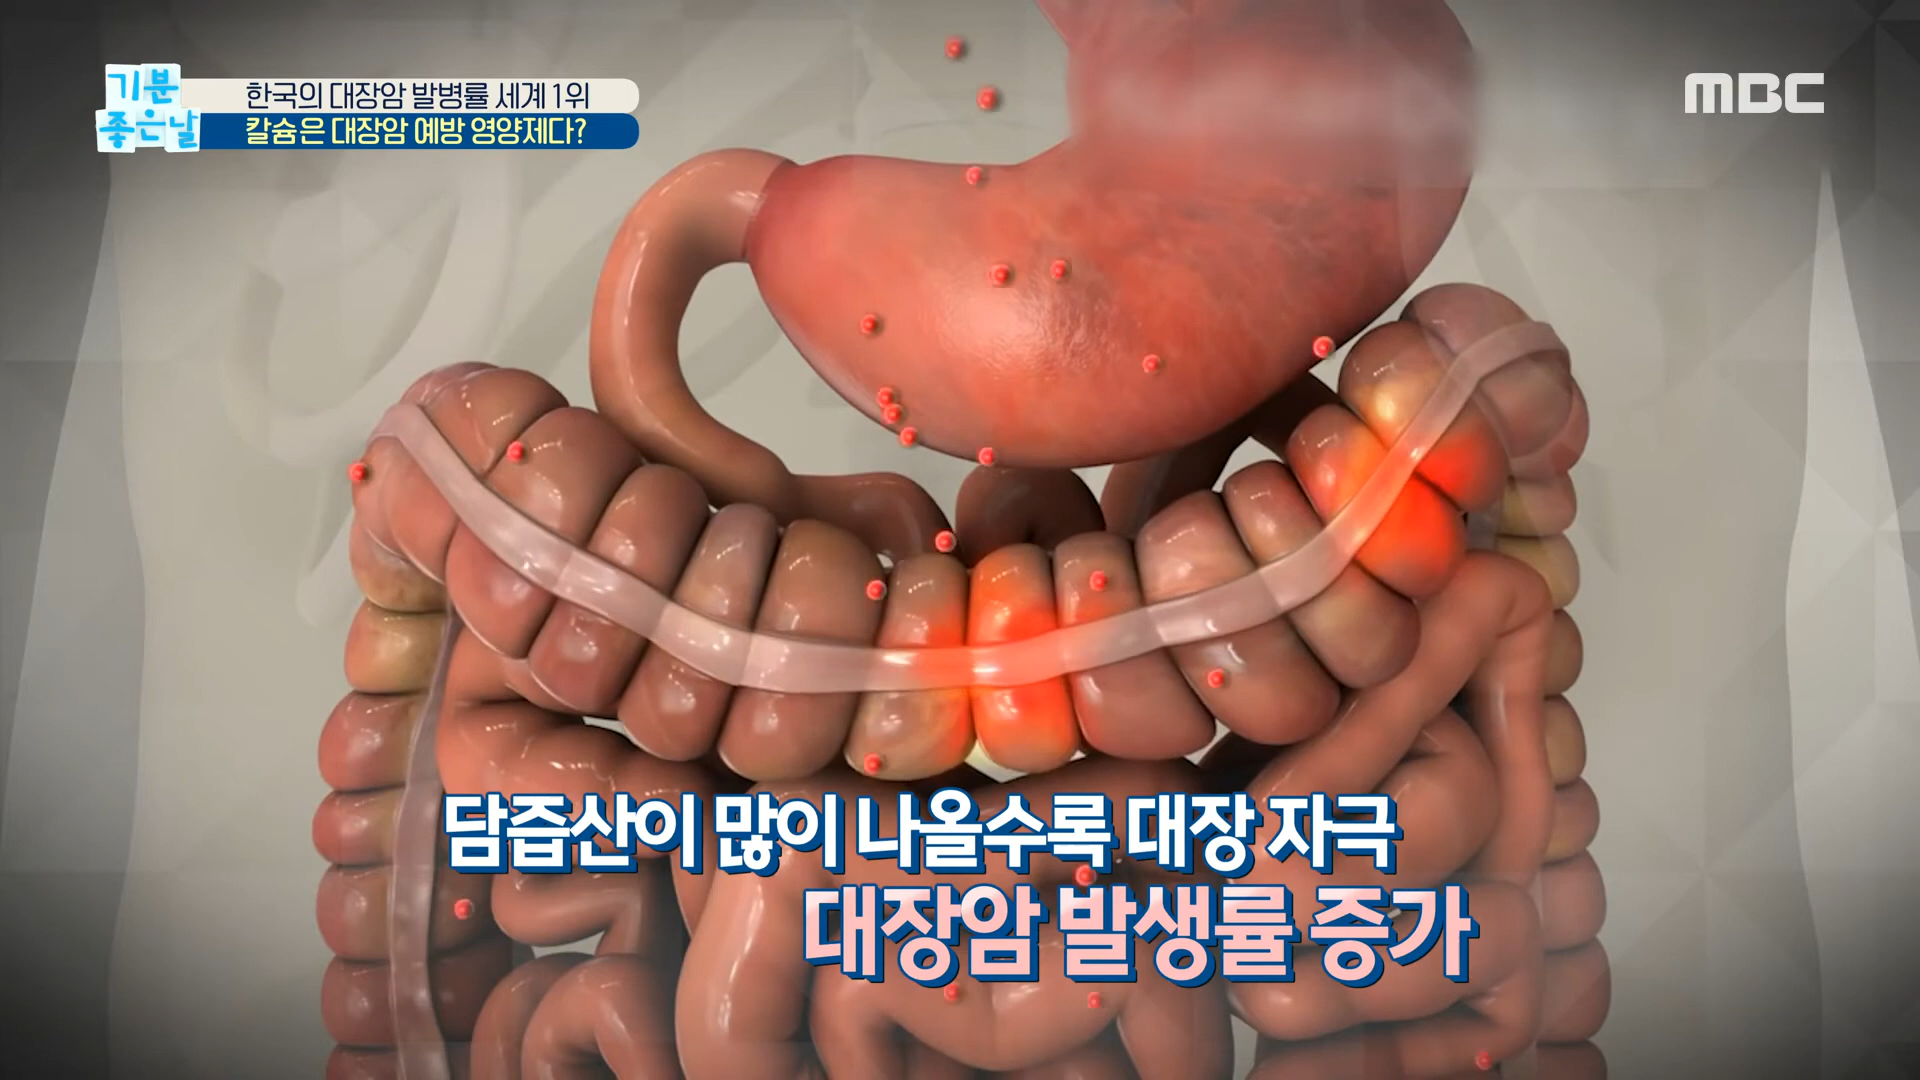 기분
좋은날
한국의 대장암 발병률 세계 1위
칼슘은 대장암 예방 영양제다?
MBC
담즙산이 많이 나올수록 대장 자극
대장암 발생률 증가